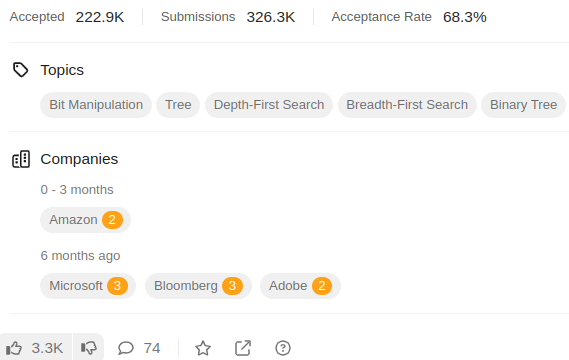 Accepted 222.9K Submissions 326.3K Acceptance Rate 68.3%
Topics
Bit Manipulation Tree Depth-First Search Breadth-First Search Binary Tree
Companies
0 - 3 months
Amazon 2
6 months ago
Microsoft 3 Bloomberg 3 Adobe 2
3.3K 74